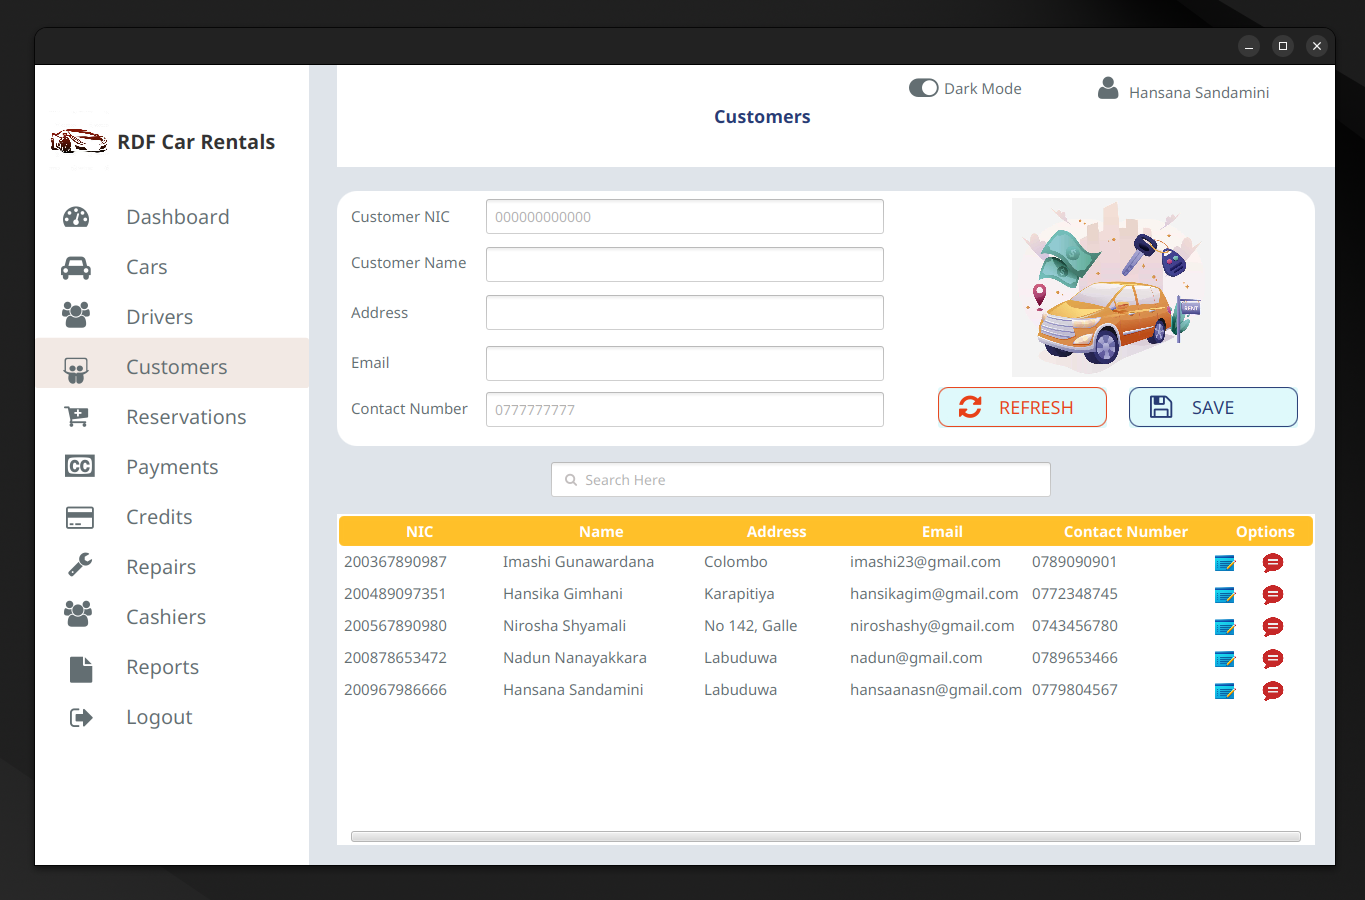 Dark Mode
Hansana Sandamini
Customers
RDF Car Rentals
Dashboard
Cars
Drivers
Customers
Reservations
Payments
Credits
Repairs
Cashiers
Reports
Logout
Customer NIC
000000000000
Customer Name
Address
Email
Contact Number
0777777777
RENT
REFRESH
SAVE
Search Here
NIC Name Address Email Contact Number Options
200367890987 Imashi Gunawardana Colombo imashi23@gmail.com 0789090901
200489097351 Hansika Gimhani Karapitiya hansikagim@gmail.com 0772348745
200567890980 Nirosha Shyamali No 142, Galle niroshashy@gmail.com 0743456780
200878653472 Nadun Nanayakkara Labuduwa nadun@gmail.com 0789653466
200967986666 Hansana Sandamini Labuduwa hansaanasn@gmail.com 0779804567